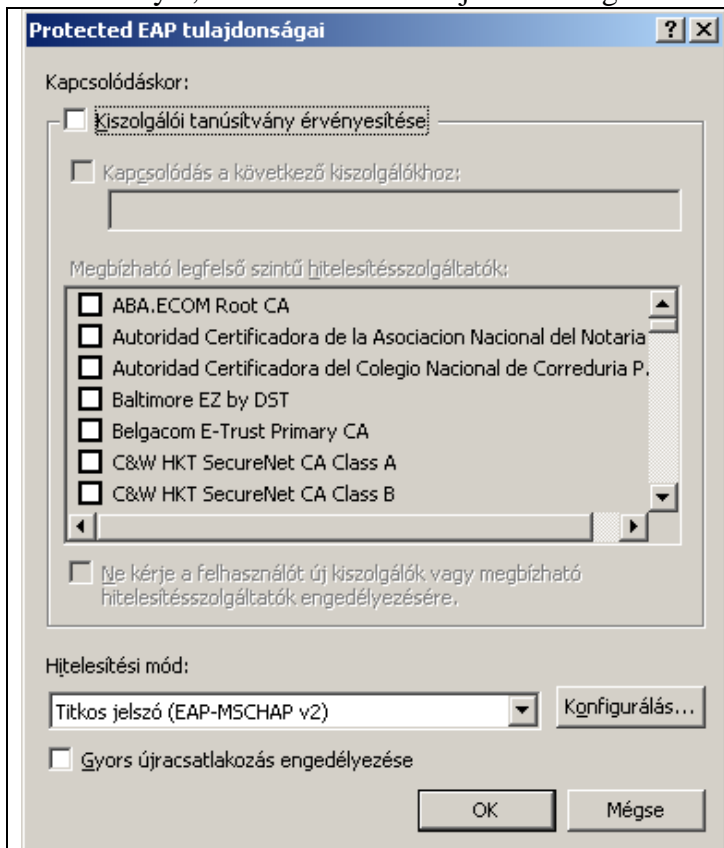 Protected EAP tulajdonságai
Kapcsolódáskor:
Kiszolgálói tanúsítvány érvényesítése
Kapcsolódás a következő kiszolgálókhoz:
Megbízható legfelső szintű hitelesítésszolgáltatók:
ABA.ECOM Root CA
Autoridad Certificadora de la Asociacion Nacional del Notaria
Autoridad Certificadora del Colegio Nacional de Correduria P.
Baltimore EZ by DST
Belgacom E-Trust Primary CA
C&W HKT SecureNet CA Class A
C&W HKT SecureNet CA Class B
Ne kérje a felhasználót új kiszolgálók vagy megbízható
hitelesítésszolgáltatók engedélyezésére.
Hitelesítési mód:
Titkos jelszó (EAP-MSCHAP v2)
Konfigurálás...
Gyors újracsatlakozás engedélyezése
OK Mégse